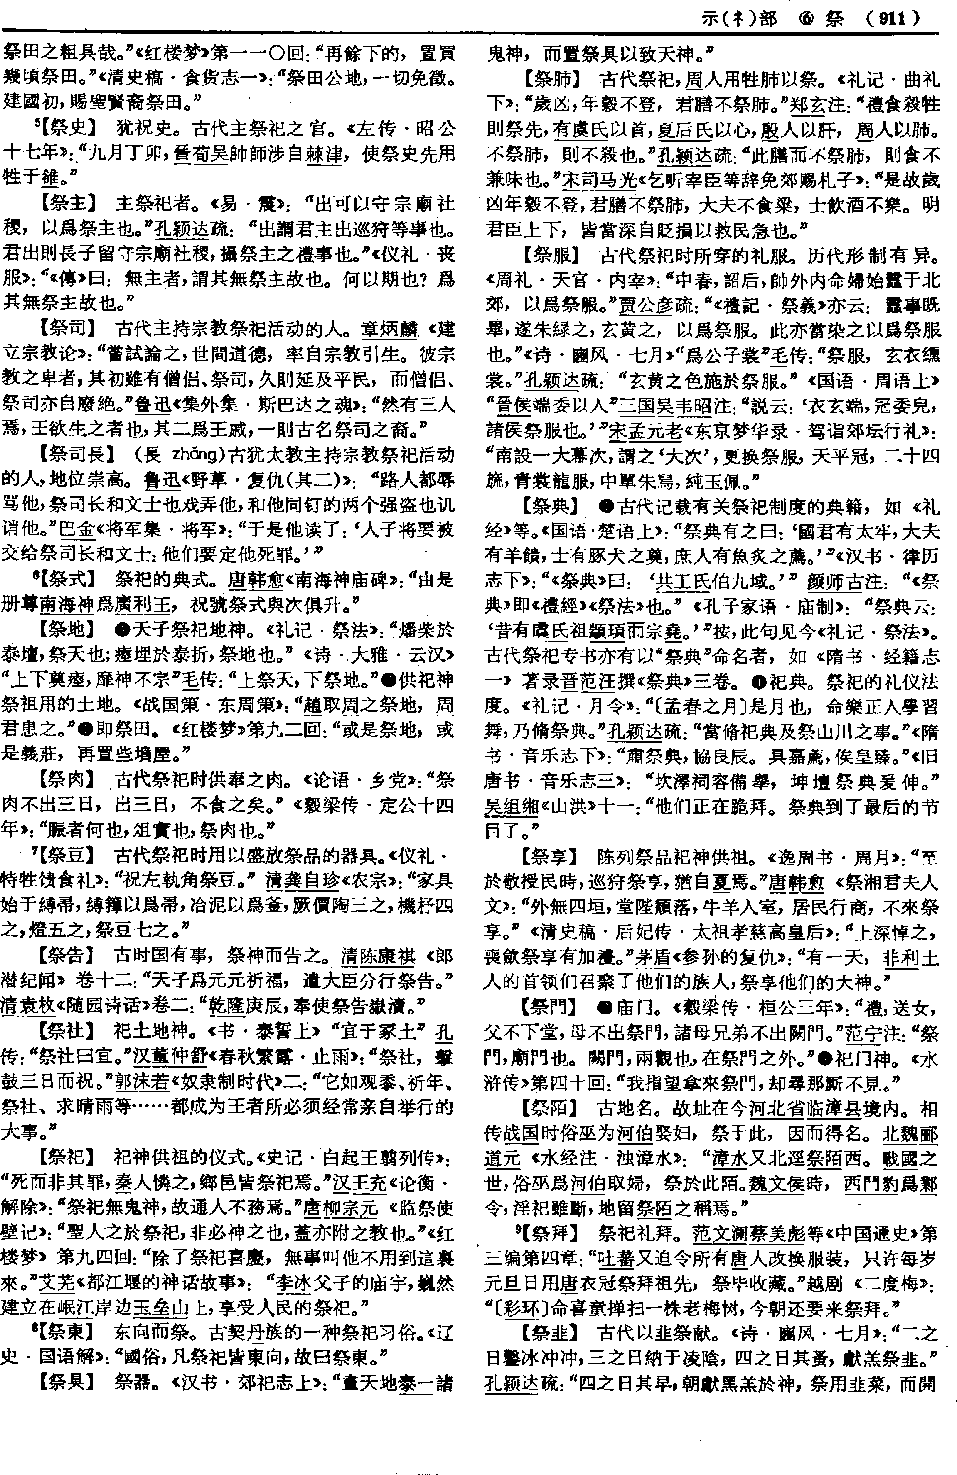 示(礻)部 ⑥ 祭 (911)
祭田之粗具哉。”《红楼梦》第一一〇回：“再餘下的，置買
幾頃祭田。”《清史稿·食货志一》：“祭田公地，一切免徵。
建國初，賜聖賢裔祭田。”
⁵【祭史】 犹祝史。古代主祭祀之官。《左传·昭公
十七年》：“九月丁卯，晉荀吴帥師涉自棘津，使祭史先用
牲于雒。”
【祭主】 主祭祀者。《易·震》：“出可以守宗廟社
稷，以爲祭主也。”孔颖达疏：“出謂君主出巡狩等事也。
君出則長子留守宗廟社稷，攝祭主之禮事也。”《仪礼·丧
服》：“《傳》曰：無主者，謂其無祭主故也。何以期也？爲
其無祭主故也。”
【祭司】 古代主持宗教祭祀活动的人。章炳麟《建
立宗教论》：“嘗試論之，世間道德，率自宗教引生。彼宗
教之卑者，其初雖有僧侣、祭司，久則延及平民，而僧侣、
祭司亦自廢絶。”鲁迅《集外集·斯巴达之魂》：“然有三人
焉，王欲生之者也，其二爲王戚，一則古名祭司之裔。”
【祭司長】 （長 zhǎng）古犹太教主持宗教祭祀活动
的人，地位崇高。鲁迅《野草·复仇（其二）》：“路人都辱
骂他，祭司长和文士也戏弄他，和他同钉的两个强盗也讥
诮他。”巴金《将军集·将军》：“于是他读了：‘人子将要被
交给祭司长和文士；他们要定他死罪。’”
⁶【祭式】 祭祀的典式。唐韩愈《南海神庙碑》：“由是
册尊南海神爲廣利王，祝號祭式與次俱升。”
【祭地】 ❶天子祭祀地神。《礼记·祭法》：“燔柴於
泰壇，祭天也；瘞埋於泰折，祭地也。”《诗·大雅·云汉》
“上下奠瘞，靡神不宗”毛传：“上祭天，下祭地。”❷供祀神
祭祖用的土地。《战国策·东周策》：“趙取周之祭地，周
君患之。”❸即祭田。《红楼梦》第九二回：“或是祭地，或
是義莊，再置些墳屋。”
【祭肉】 古代祭祀时供奉之肉。《论语·乡党》：“祭
肉不出三日，出三日，不食之矣。”《穀梁传·定公十四
年》：“脤者何也，俎實也，祭肉也。”
⁷【祭豆】 古代祭祀时用以盛放祭品的器具。《仪礼·
特牲馈食礼》：“祝左執角祭豆。”清龚自珍《农宗》：“家具
始于縳帚，縳籜以爲帚，冶泥以爲釜，厥價陶三之，機杼四
之，燈五之，祭豆七之。”
【祭告】 古时国有事，祭神而告之。清陈康祺《郎
潜纪闻》卷十二：“天子爲元元祈福，遣大臣分行祭告。”
清袁枚《随园诗话》卷二：“乾隆庚辰，奉使祭告嶽瀆。”
【祭社】 祀土地神。《书·泰誓上》“宜于冢土”孔
传：“祭社曰宜。”汉董仲舒《春秋繁露·止雨》：“祭社，擊
鼓三日而祝。”郭沫若《奴隶制时代》二：“它如观黍、祈年、
祭社、求晴雨等……都成为王者所必须经常亲自举行的
大事。”
【祭祀】 祀神供祖的仪式。《史记·白起王翦列传》：
“死而非其罪，秦人憐之，鄉邑皆祭祀焉。”汉王充《论衡·
解除》：“祭祀無鬼神，故通人不務焉。”唐柳宗元《监祭使
壁记》：“聖人之於祭祀，非必神之也，蓋亦附之教也。”《红
楼梦》第九四回：“除了祭祀喜慶，無事叫他不用到這裏
來。”艾芜《都江堰的神话故事》：“李冰父子的庙宇，巍然
建立在岷江岸边玉垒山上，享受人民的祭祀。”
⁸【祭東】 东向而祭。古契丹族的一种祭祀习俗。《辽
史·国语解》：“國俗，凡祭祀皆東向，故曰祭東。”
【祭具】 祭器。《汉书·郊祀志上》：“畫天地泰一諸
鬼神，而置祭具以致天神。”
【祭肺】 古代祭祀，周人用牲肺以祭。《礼记·曲礼
下》：“歲凶，年穀不登，君膳不祭肺。”郑玄注：“禮食殺牲
則祭先，有虞氏以首，夏后氏以心，殷人以肝，周人以肺。
不祭肺，則不殺也。”孔颖达疏：“此膳而不祭肺，則食不
兼味也。”宋司马光《乞听宰臣等辞免郊赐札子》：“是故歲
凶年穀不登，君膳不祭肺，大夫不食粱，士飲酒不樂。明
君臣上下，皆當深自貶損以救民急也。”
【祭服】 古代祭祀时所穿的礼服。历代形制有异。
《周礼·天官·内宰》：“中春，詔后，帥外内命婦始蠶于北
郊，以爲祭服。”贾公彦疏：“《禮記·祭義》亦云：蠶事既
畢，遂朱緑之，玄黄之，以爲祭服。此亦當染之以爲祭服
也。”《诗·豳风·七月》“爲公子裳”毛传：“祭服，玄衣纁
裳。”孔颖达疏：“玄黄之色施於祭服。”《国语·周语上》
“晉侯端委以入”三国吴韦昭注：“説云：‘衣玄端，冠委皃，
諸侯祭服也。’”宋孟元老《东京梦华录·驾诣郊坛行礼》：
“南設一大幕次，謂之‘大次’，更换祭服，天平冠，二十四
旒，青裳龍服，中單朱舄，純玉佩。”
【祭典】 ❶古代记载有关祭祀制度的典籍，如《礼
经》等。《国语·楚语上》：“祭典有之曰：‘國君有太牢，大夫
有羊饋，士有豚犬之奠，庶人有魚炙之薦。’”《汉书·律历
志下》：“《祭典》曰：‘共工氏伯九域。’”颜师古注：“《祭
典》即《禮經》《祭法》也。”《孔子家语·庙制》：“祭典云：
‘昔有虞氏祖顓頊而宗堯。’”按，此句见今《礼记·祭法》。
古代祭祀专书亦有以“祭典”命名者，如《隋书·经籍志
一》著录晋范汪撰《祭典》三卷。❷祀典。祭祀的礼仪法
度。《礼记·月令》：“〔孟春之月〕是月也，命樂正入學習
舞，乃脩祭典。”孔颖达疏：“當脩祀典及祭山川之事。”《隋
书·音乐志下》：“肅祭典，協良辰。具嘉薦，俟皇臻。”《旧
唐书·音乐志三》：“坎澤祠容備舉，坤壇祭典爰伸。”
吴组缃《山洪》十一：“他们正在跪拜。祭典到了最后的节
目了。”
【祭享】 陈列祭品祀神供祖。《逸周书·周月》：“至
於敬授民時，巡狩祭享，猶自夏焉。”唐韩愈《祭湘君夫人
文》：“外無四垣，堂陛頹落，牛羊入室，居民行商，不來祭
享。”《清史稿·后妃传·太祖孝慈高皇后》：“上深悼之，
喪斂祭享有加禮。”茅盾《参孙的复仇》：“有一天，非利士
人的首领们召聚了他们的族人，祭享他们的大神。”
【祭門】 ❶庙门。《穀梁传·桓公三年》：“禮，送女，
父不下堂，母不出祭門，諸母兄弟不出闕門。”范宁注：“祭
門，廟門也。闕門，兩觀也，在祭門之外。”❷祀门神。《水
浒传》第四十回：“我指望拿來祭門，却尋那厮不見。”
【祭陌】 古地名。故址在今河北省临漳县境内。相
传战国时俗巫为河伯娶妇，祭于此，因而得名。北魏郦
道元《水经注·浊漳水》：“漳水又北逕祭陌西。戰國之
世，俗巫爲河伯取婦，祭於此陌。魏文侯時，西門豹爲鄴
令，淫祀雖斷，地留祭陌之稱焉。”
⁹【祭拜】 祭祀礼拜。范文澜蔡美彪等《中国通史》第
三编第四章：“吐蕃又迫令所有唐人改换服装，只许每岁
元旦日用唐衣冠祭拜祖先，祭毕收藏。”越剧《二度梅》：
“〔彩环〕命喜童掸扫一株老梅树，今朝还要来祭拜。”
【祭韭】 古代以韭祭献。《诗·豳风·七月》：“二之
日鑿冰冲冲，三之日納于凌陰，四之日其蚤，獻羔祭韭。”
孔颖达疏：“四之日其早，朝獻黑羔於神，祭用韭菜，而開